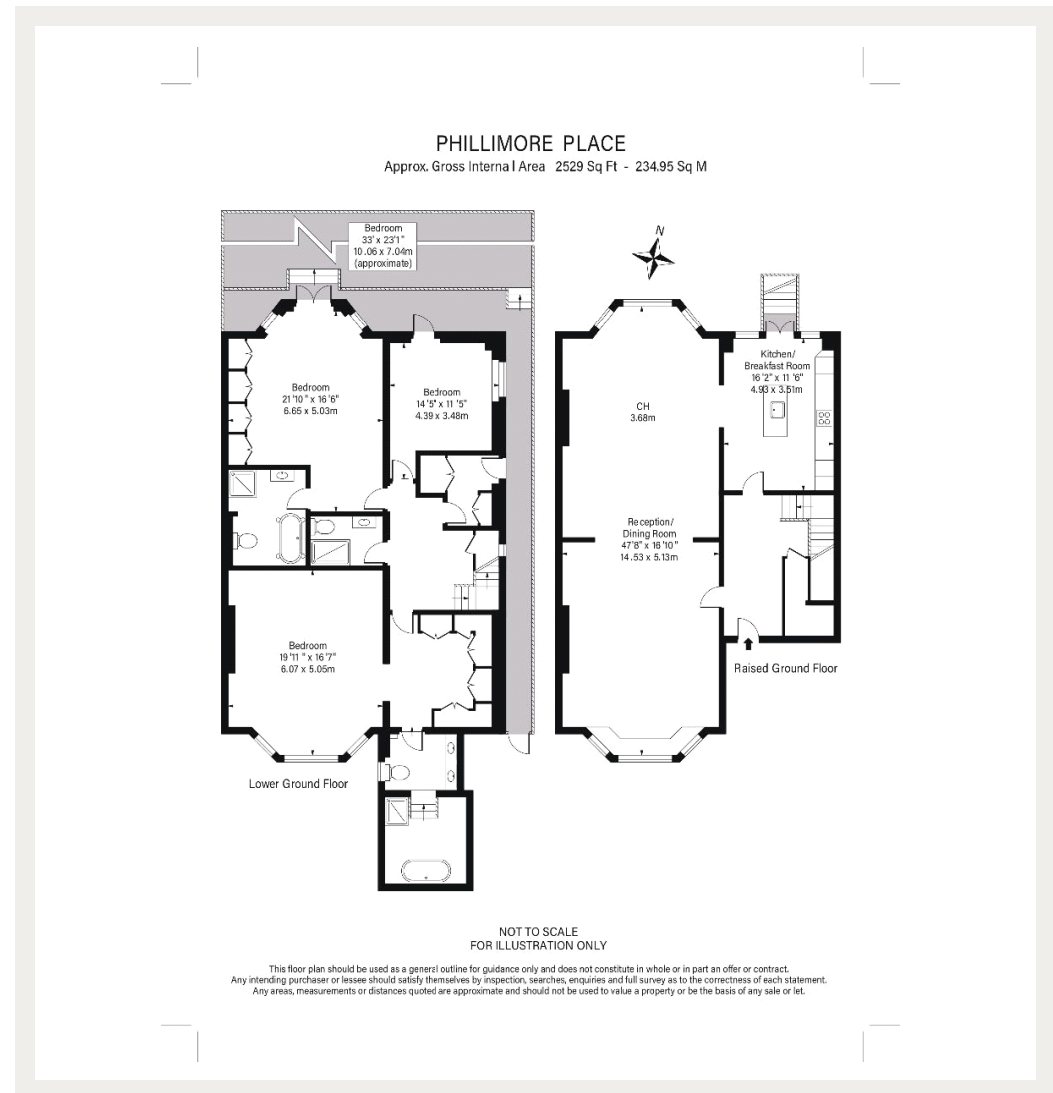 PHILLIMORE PLACE
Approx. Gross Internal Area 2529 Sq Ft - 234.95 Sq M
Bedroom
33' x 23'1"
10.06 x 7.04m
(approximate)
N
Bedroom
21'10" x 16'6"
6.65 x 5.03m
Bedroom
14'5" x 11'5"
4.39 x 3.48m
Kitchen/
Breakfast Room
16'2" x 11'6"
4.93 x 3.51m
CH
3.68m
Reception/
Dining Room
47'8" x 16'10"
14.53 x 5.13m
Bedroom
19'11" x 16'7"
6.07 x 5.05m
Raised Ground Floor
Lower Ground Floor
NOT TO SCALE
FOR ILLUSTRATION ONLY
This floor plan should be used as a general outline for guidance only and does not constitute in whole or in part an offer or contract.
Any intending purchaser or lessee should satisfy themselves by inspection, searches, enquiries and full survey as to the correctness of each statement.
Any areas, measurements or distances quoted are approximate and should not be used to value a property or be the basis of any sale or let.